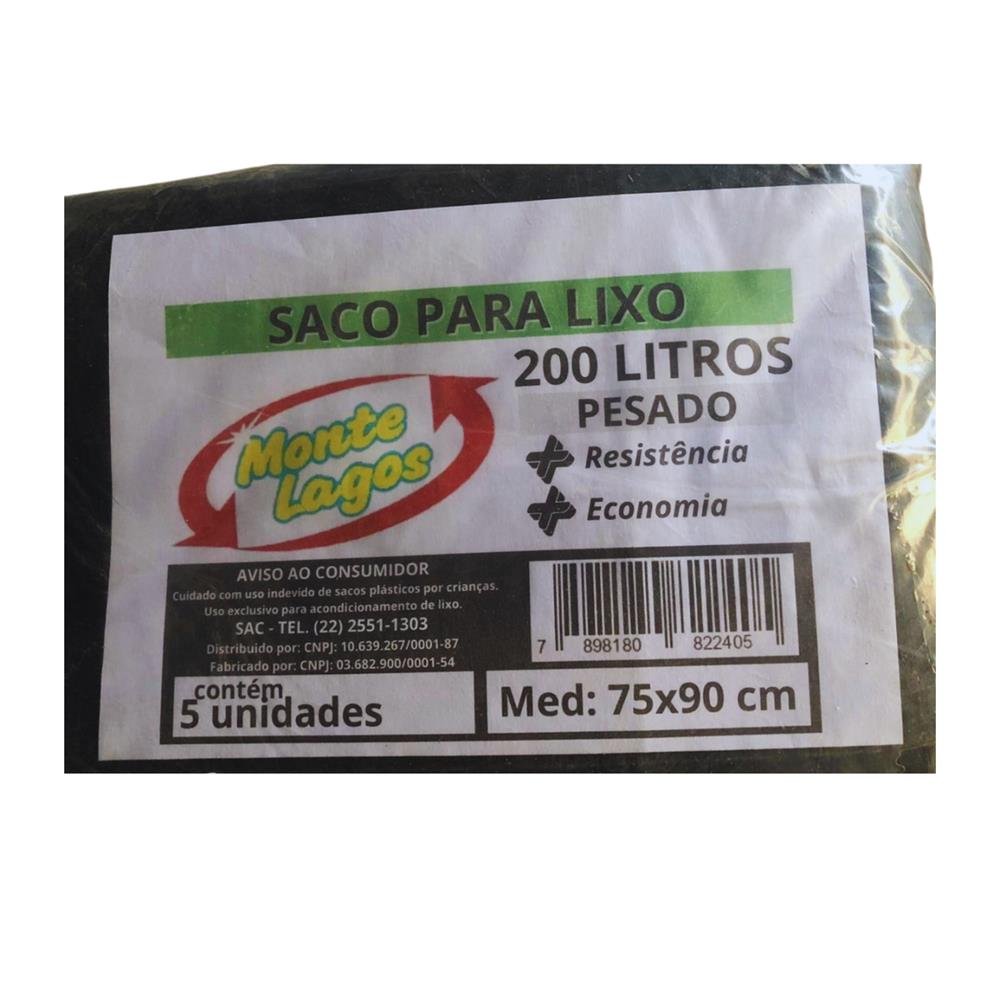 SACO PARA LIXO
200 LITROS
PESADO
Monte
Lagos
+ Resistência
+ Economia
AVISO AO CONSUMIDOR
Cuidado com uso indevido de sacos plásticos por crianças.
Uso exclusivo para acondicionamento de lixo.
SAC - TEL. (22) 2551-1303
Distribuido por: CNPJ: 10.639.267/0001-87
Fabricado por: CNPJ: 03.682.900/0001-54
7 898180 822405
contém
5 unidades
Med: 75x90 cm